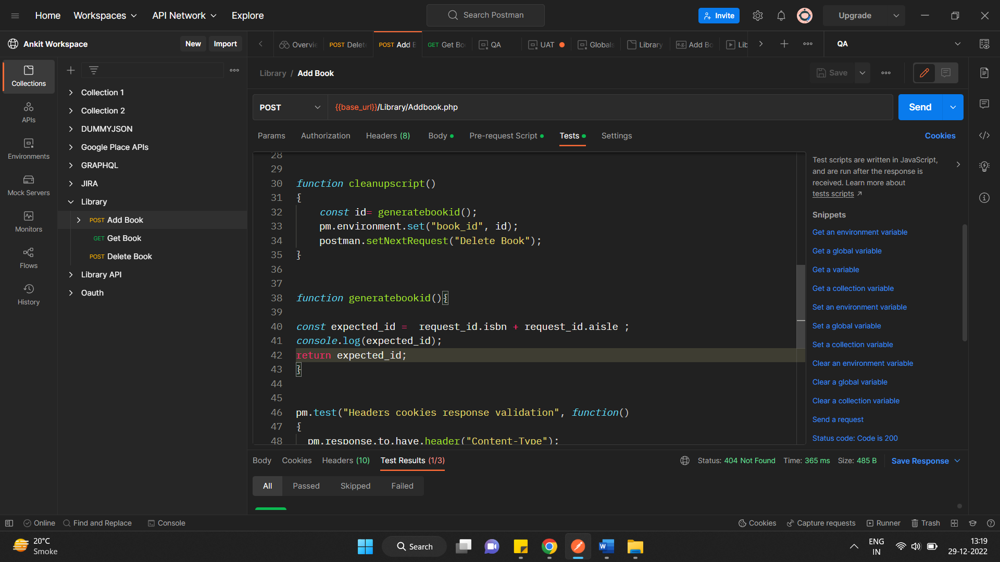 Home Workspaces API Network Explore Search Postman Invite Upgrade
Ankit Workspace New Import Overvie POST Delete POST Add B GET Get Bo QA UAT Globals Library e.g. Add Bo Lib QA
Library / Add Book Save
Collections
APIs
Environments
Mock Servers
Monitors
Flows
History
Collection 1
Collection 2
DUMMYJSON
Google Place APIs
GRAPHQL
JIRA
Library
POST Add Book
GET Get Book
POST Delete Book
Library API
Oauth
POST {{base_url}}/Library/Addbook.php Send
Params Authorization Headers (8) Body Pre-request Script Tests Settings Cookies
28
29
30 function cleanupscript()
31 {
32 const id= generatebookid();
33 pm.environment.set("book_id", id);
34 postman.setNextRequest("Delete Book");
35 }
36
37
38 function generatebookid(){
39
40 const expected_id =  request_id.isbn + request_id.aisle ;
41 console.log(expected_id);
42 return expected_id;
43 }
44
45
46 pm.test("Headers cookies response validation", function()
47 {
48 pm.response.to.have.header("Content-Type");
Test scripts are written in JavaScript,
and are run after the response is
received. Learn more about
tests scripts
Snippets
Get an environment variable
Get a global variable
Get a variable
Get a collection variable
Set an environment variable
Set a global variable
Set a collection variable
Clear an environment variable
Clear a global variable
Clear a collection variable
Send a request
Status code: Code is 200
Body Cookies Headers (10) Test Results (1/3) Status: 404 Not Found Time: 365 ms Size: 485 B Save Response
All Passed Skipped Failed
Online Find and Replace Console Cookies Capture requests Runner Trash
20°C
Smoke
Search
ENG
IN
13:19
29-12-2022